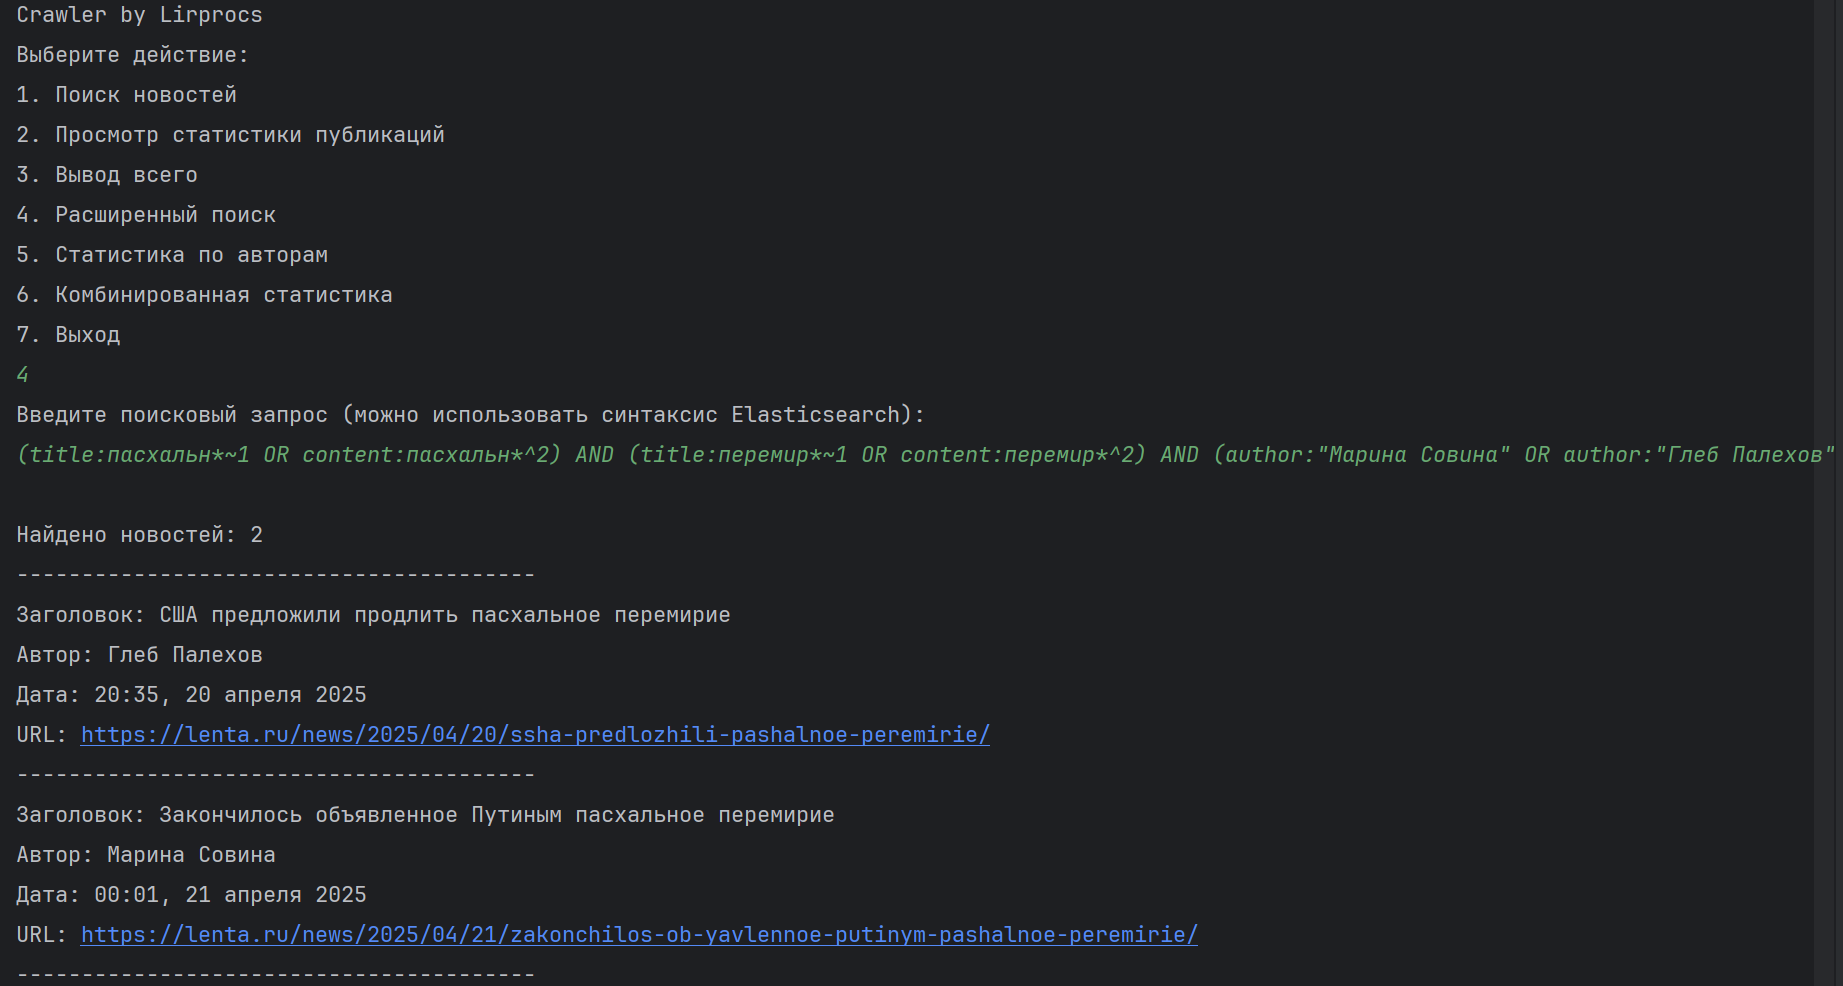 Crawler by Lirprocs
Выберите действие:
1. Поиск новостей
2. Просмотр статистики публикаций
3. Вывод всего
4. Расширенный поиск
5. Статистика по авторам
6. Комбинированная статистика
7. Выход
4
Введите поисковый запрос (можно использовать синтаксис Elasticsearch):
(title:пасхальн*~1 OR content:пасхальн*^2) AND (title:перемир*~1 OR content:перемир*^2) AND (author:"Марина Совина" OR author:"Глеб Палехов"
Найдено новостей: 2
----------------------------------------
Заголовок: США предложили продлить пасхальное перемирие
Автор: Глеб Палехов
Дата: 20:35, 20 апреля 2025
URL: https://lenta.ru/news/2025/04/20/ssha-predlozhili-pashalnoe-peremirie/
----------------------------------------
Заголовок: Закончилось объявленное Путиным пасхальное перемирие
Автор: Марина Совина
Дата: 00:01, 21 апреля 2025
URL: https://lenta.ru/news/2025/04/21/zakonchilos-ob-yavlennoe-putinym-pashalnoe-peremirie/
----------------------------------------